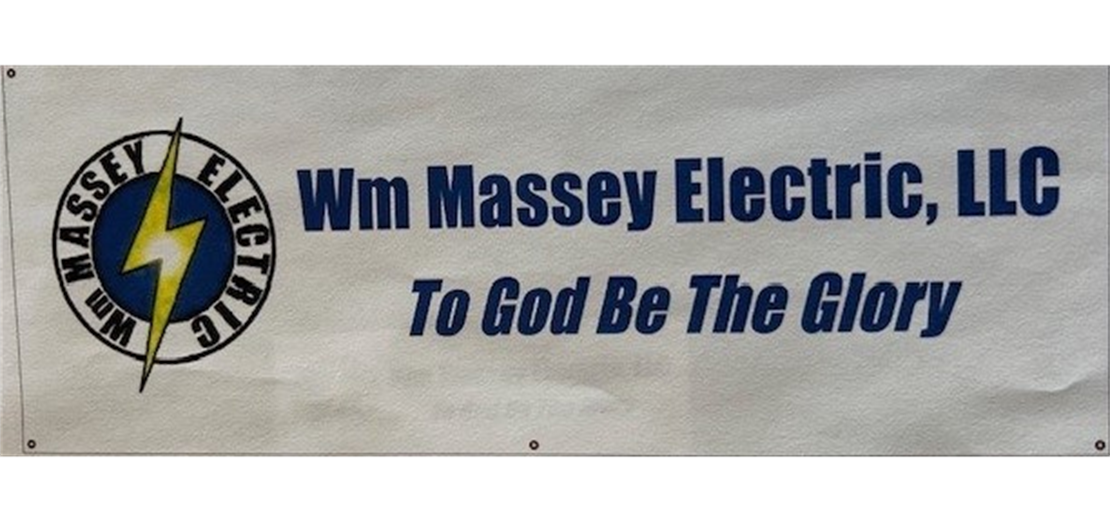 Wm MASSEY ELECTRIC
Wm Massey Electric, LLC
To God Be The Glory